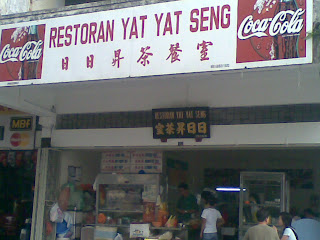 Coca-Cola
RESTORAN YAT YAT SENG
日日昇茶餐室
Coca-Cola
RESTORAN YAT YAT SENG
室茶昇日日
MBf
MasterCard